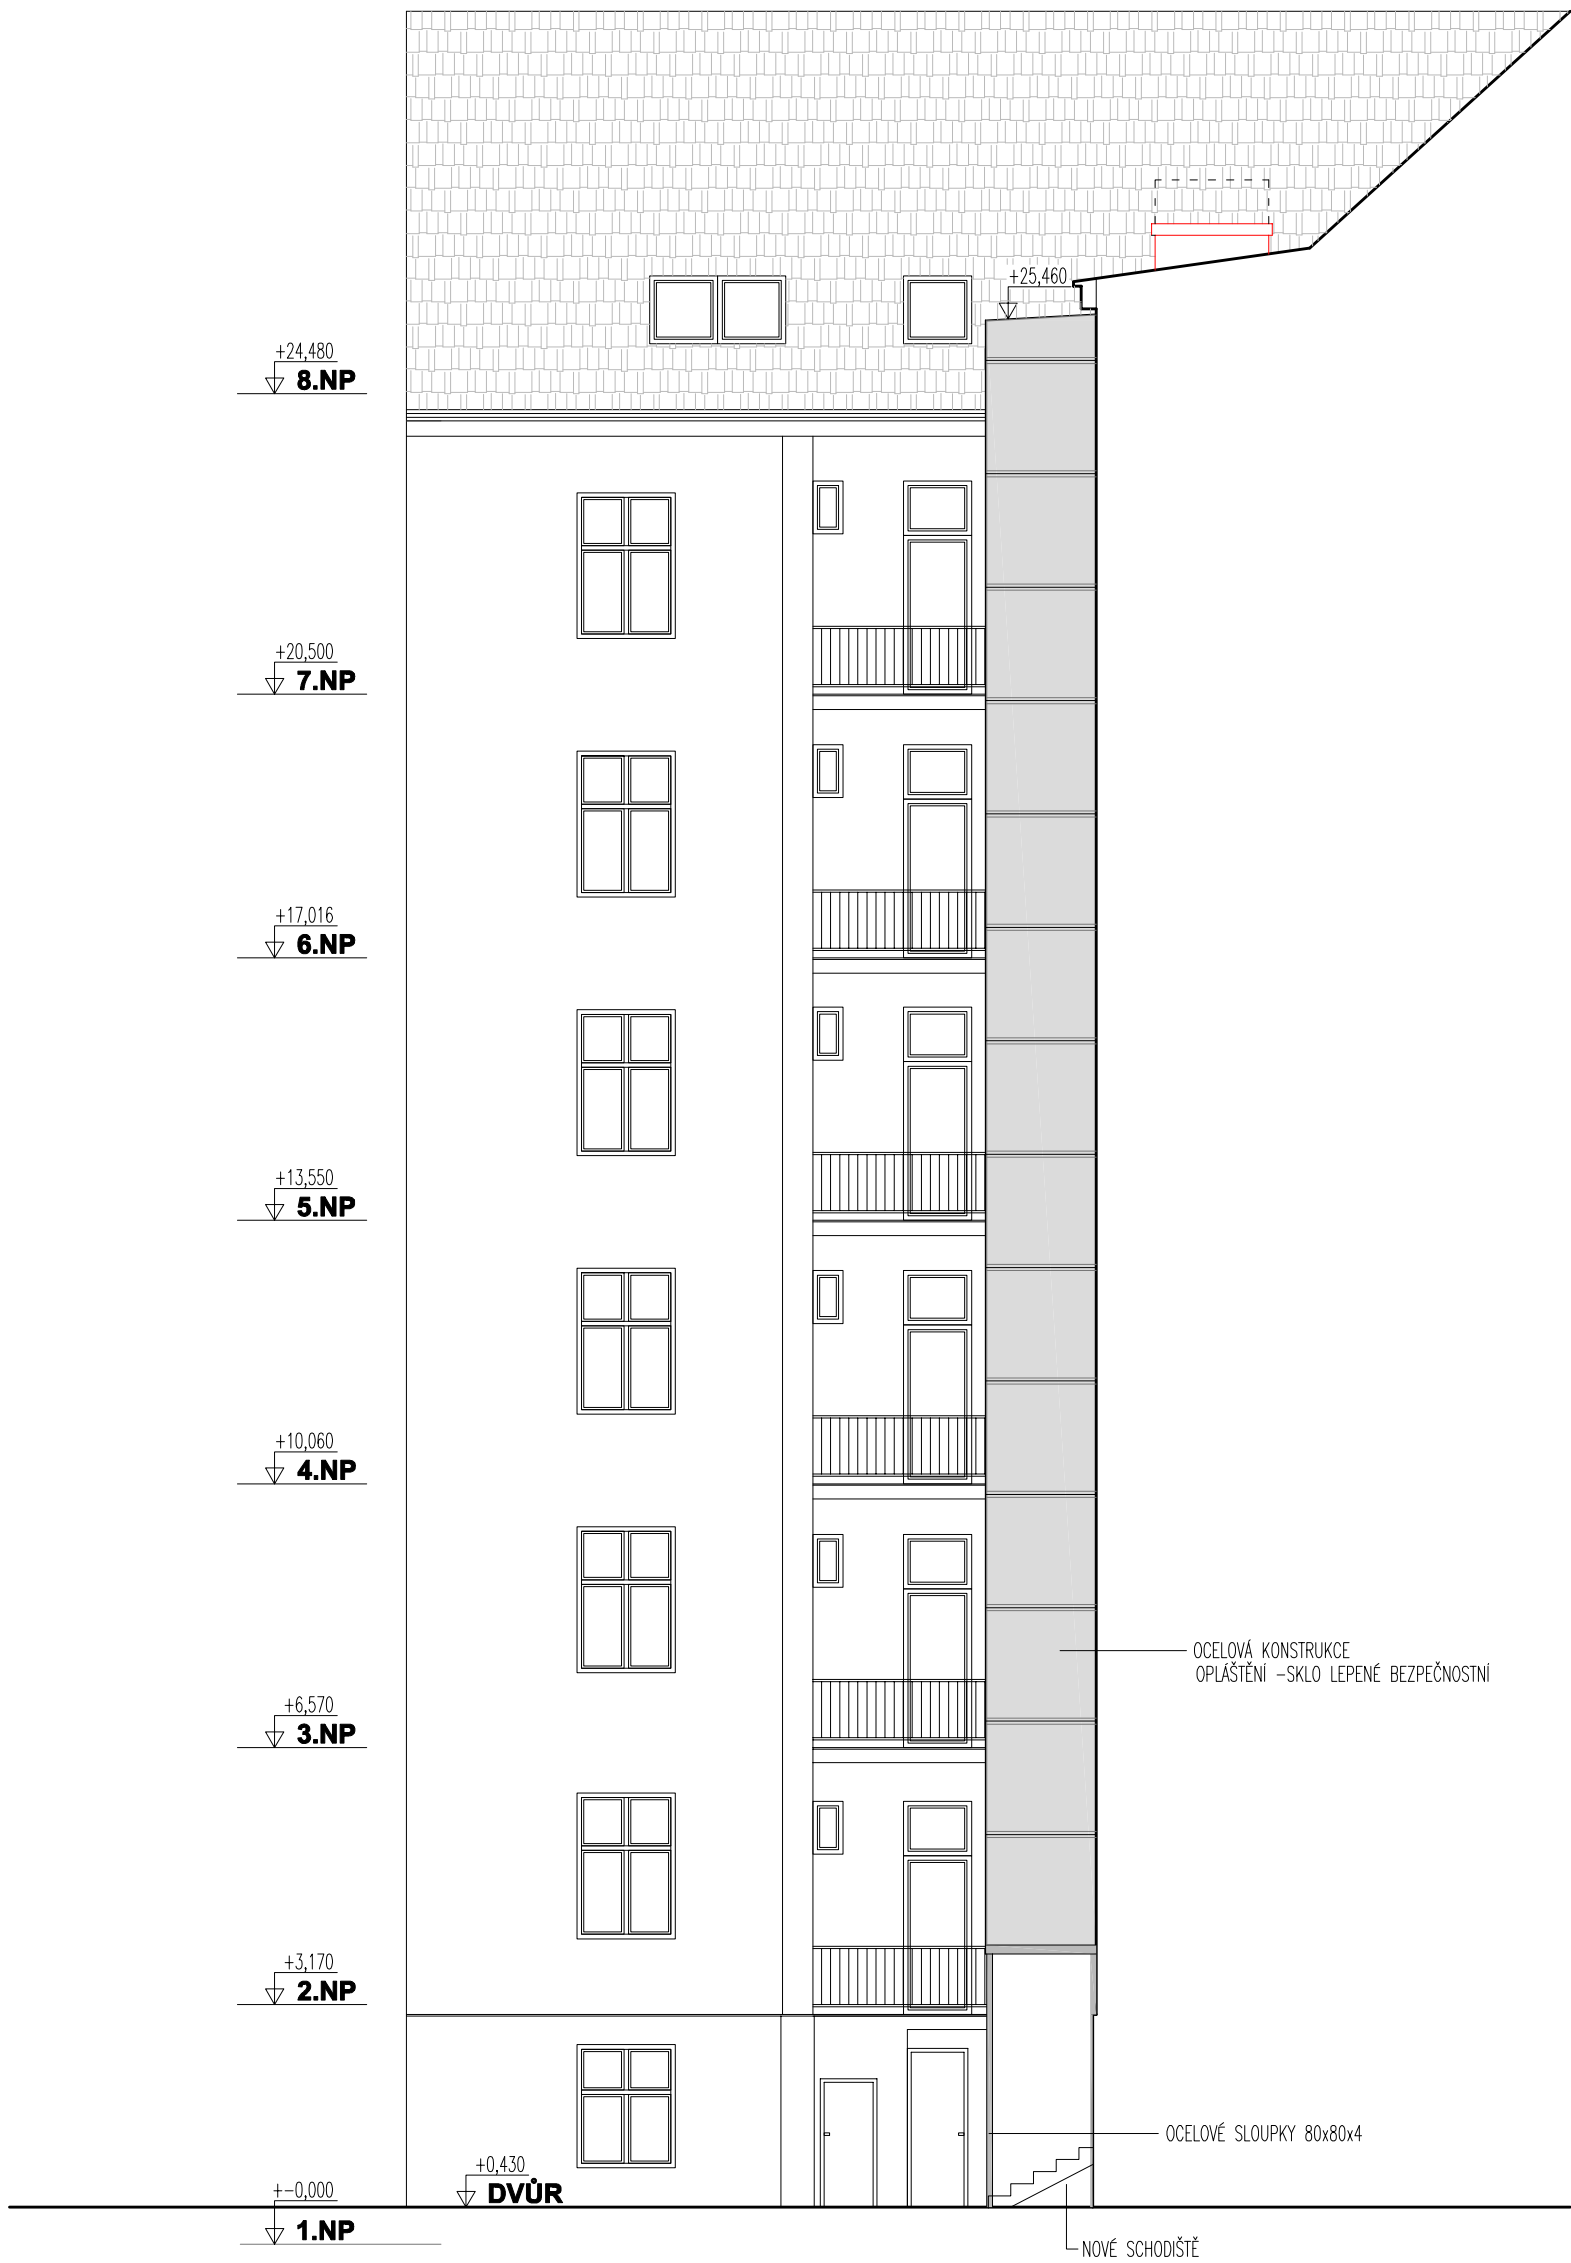 +25,460
+24,480
8.NP
+20,500
7.NP
+17,016
6.NP
+13,550
5.NP
+10,060
4.NP
OCELOVÁ KONSTRUKCE
OPLÁŠTĚNÍ -SKLO LEPENÉ BEZPEČNOSTNÍ
+6,570
3.NP
+3,170
2.NP
OCELOVÉ SLOUPKY 80x80x4
+0,430
DVŮR
+-0,000
1.NP
NOVÉ SCHODIŠTĚ